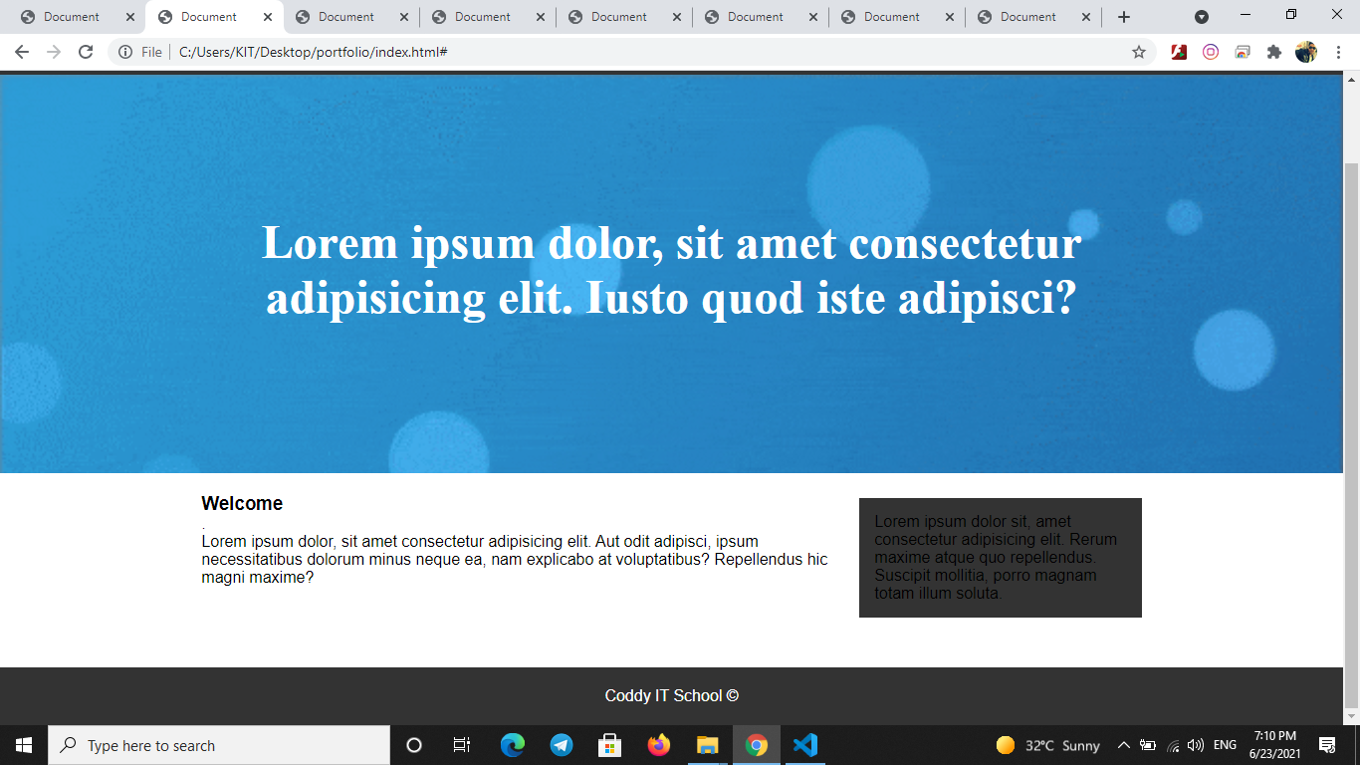 Document
Document
Document
Document
Document
Document
Document
Document
File
C:/Users/KIT/Desktop/portfolio/index.html#
Lorem ipsum dolor, sit amet consectetur
adipisicing elit. Iusto quod iste adipisci?
Welcome
.
Lorem ipsum dolor, sit amet consectetur adipisicing elit. Aut odit adipisci, ipsum
necessitatibus dolorum minus neque ea, nam explicabo at voluptatibus? Repellendus hic
magni maxime?
Lorem ipsum dolor sit, amet
consectetur adipisicing elit. Rerum
maxime atque quo repellendus.
Suscipit mollitia, porro magnam
totam illum soluta.
Coddy IT School ©
Type here to search
32°C Sunny
ENG
7:10 PM
6/23/2021